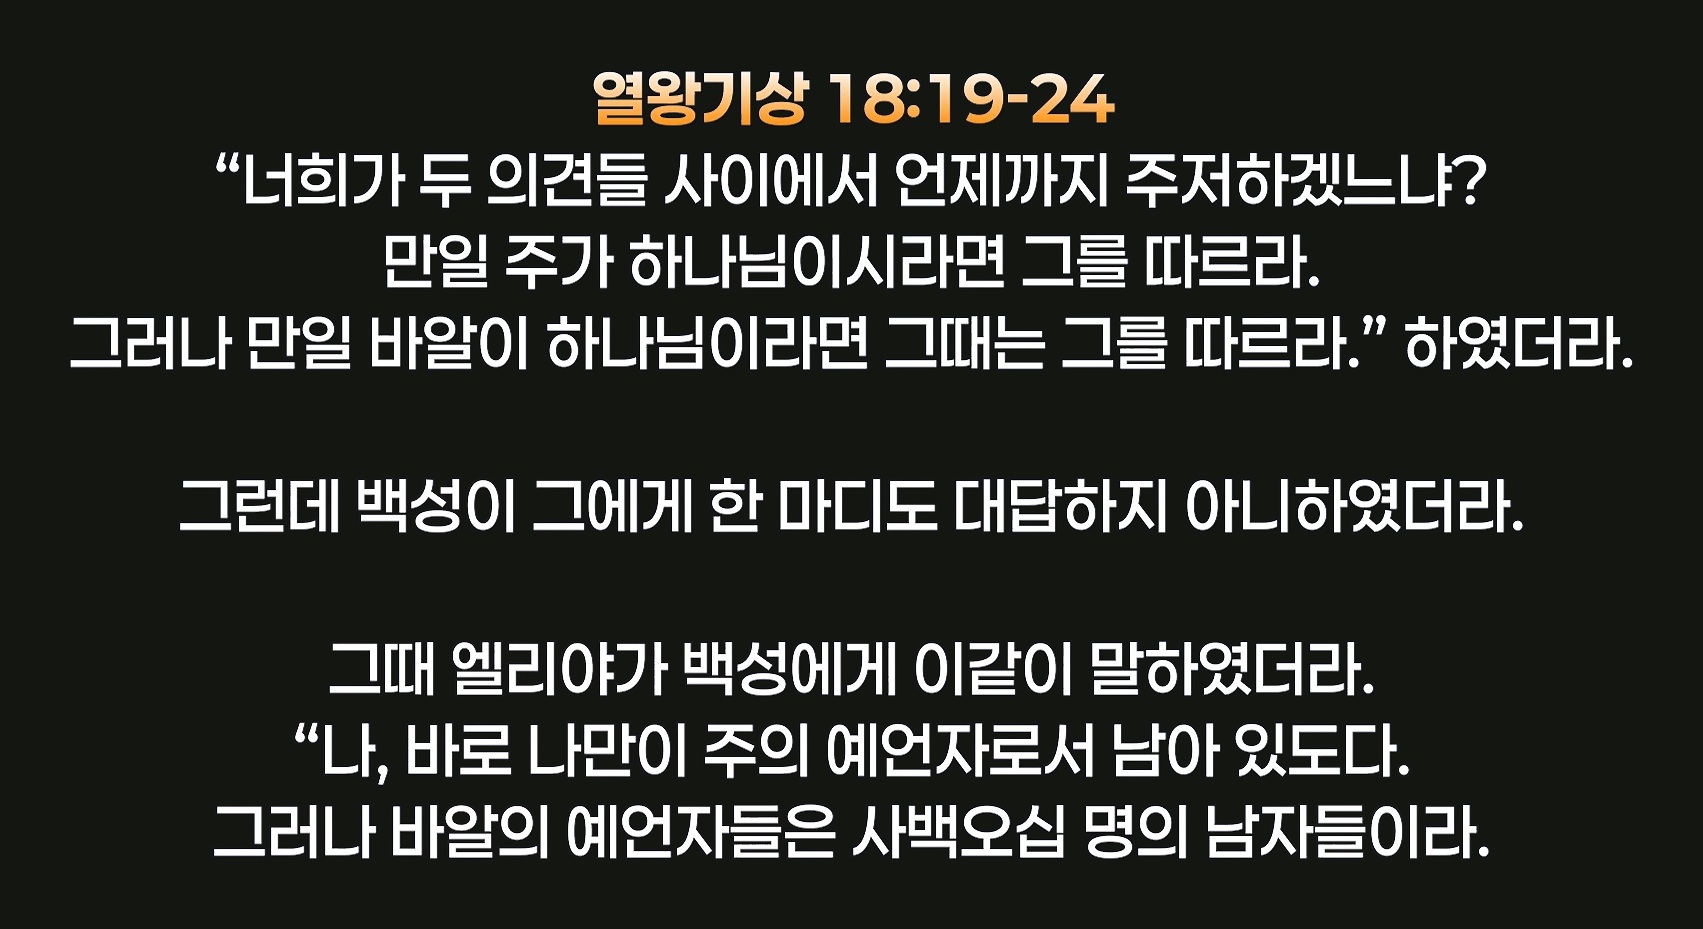 열왕기상 18:19-24
“너희가 두 의견들 사이에서 언제까지 주저하겠느냐?
만일 주가 하나님이시라면 그를 따르라.
그러나 만일 바알이 하나님이라면 그때는 그를 따르라.” 하였더라.
그런데 백성이 그에게 한 마디도 대답하지 아니하였더라.
그때 엘리야가 백성에게 이같이 말하였더라.
“나, 바로 나만이 주의 예언자로서 남아 있도다.
그러나 바알의 예언자들은 사백오십 명의 남자들이라.